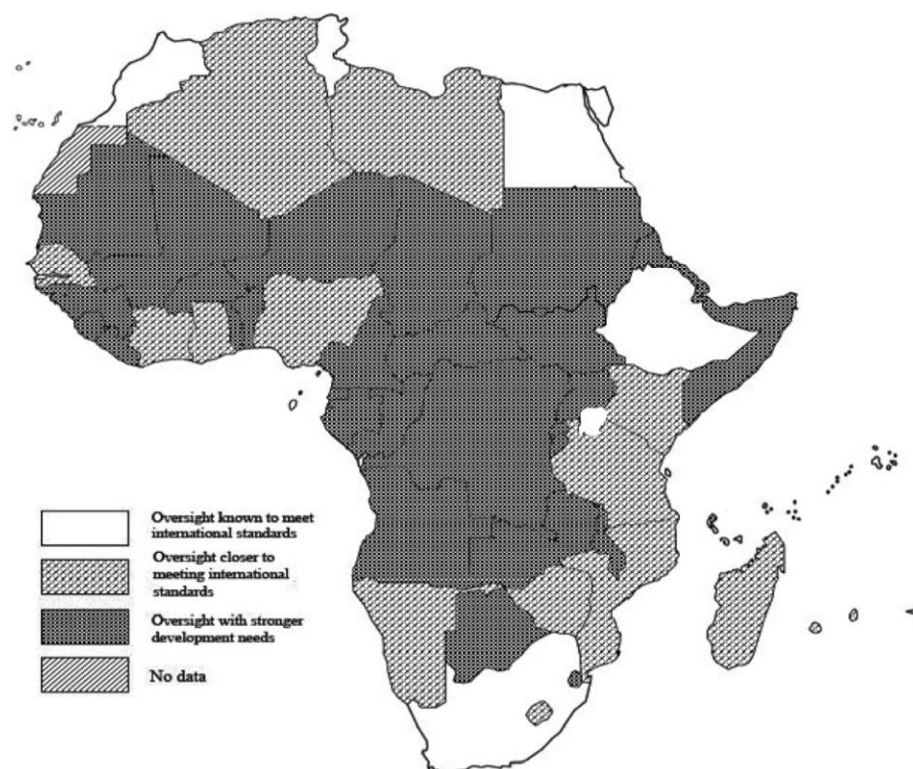 Oversight known to meet
international standards
Oversight closer to
meeting international
standards
Oversight with stronger
development needs
No data